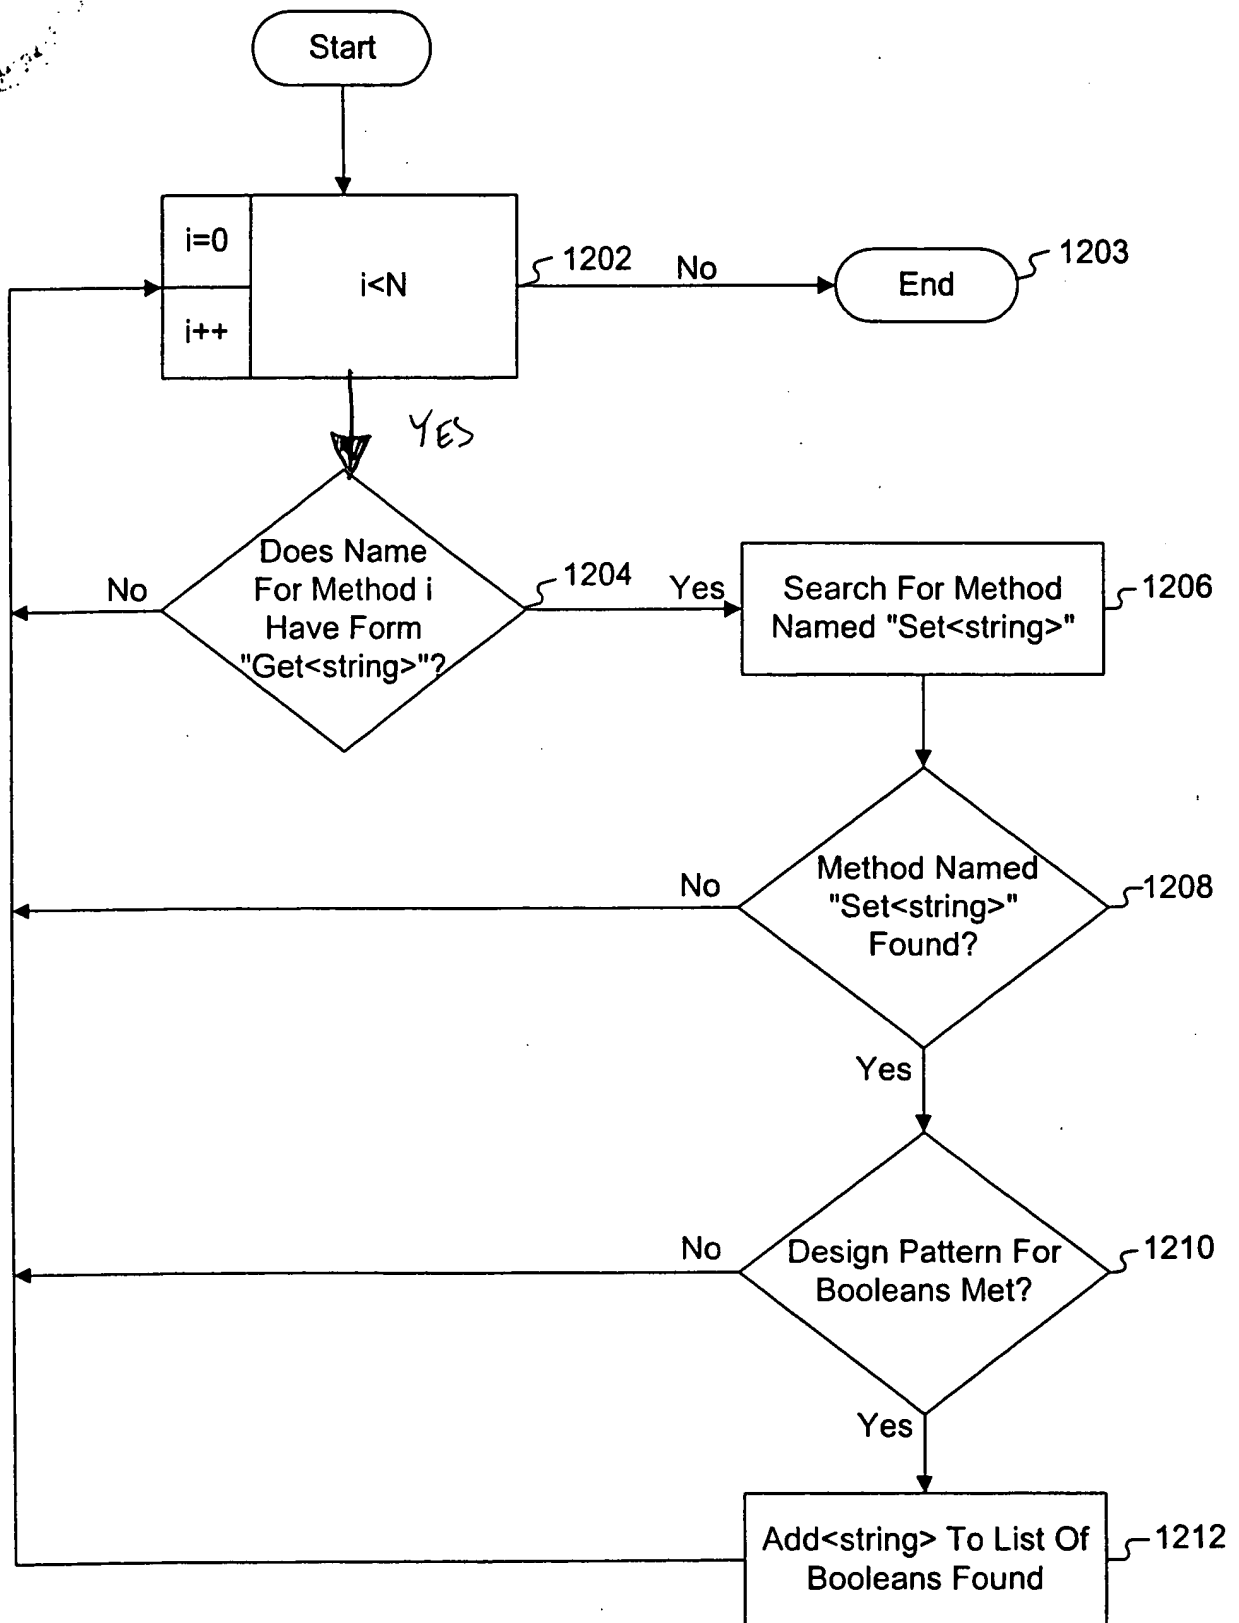 Start
i=0
i<N
i++
1202
No
End
1203
YES
Does Name
For Method i
Have Form
"Get<string>"?
No
1204
Yes
Search For Method
Named "Set<string>"
1206
Method Named
"Set<string>"
Found?
No
1208
Yes
Design Pattern For
Booleans Met?
No
1210
Yes
Add<string> To List Of
Booleans Found
1212